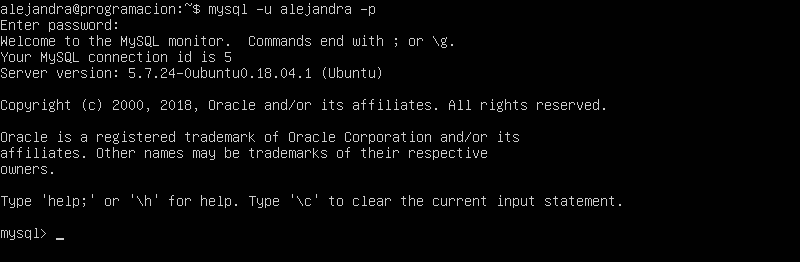 alejandra@programacion:~$ mysql -u alejandra -p
Enter password:
Welcome to the MySQL monitor.  Commands end with ; or \g.
Your MySQL connection id is 5
Server version: 5.7.24-0ubuntu0.18.04.1 (Ubuntu)
Copyright (c) 2000, 2018, Oracle and/or its affiliates. All rights reserved.
Oracle is a registered trademark of Oracle Corporation and/or its
affiliates. Other names may be trademarks of their respective
owners.
Type 'help;' or '\h' for help. Type '\c' to clear the current input statement.
mysql> _